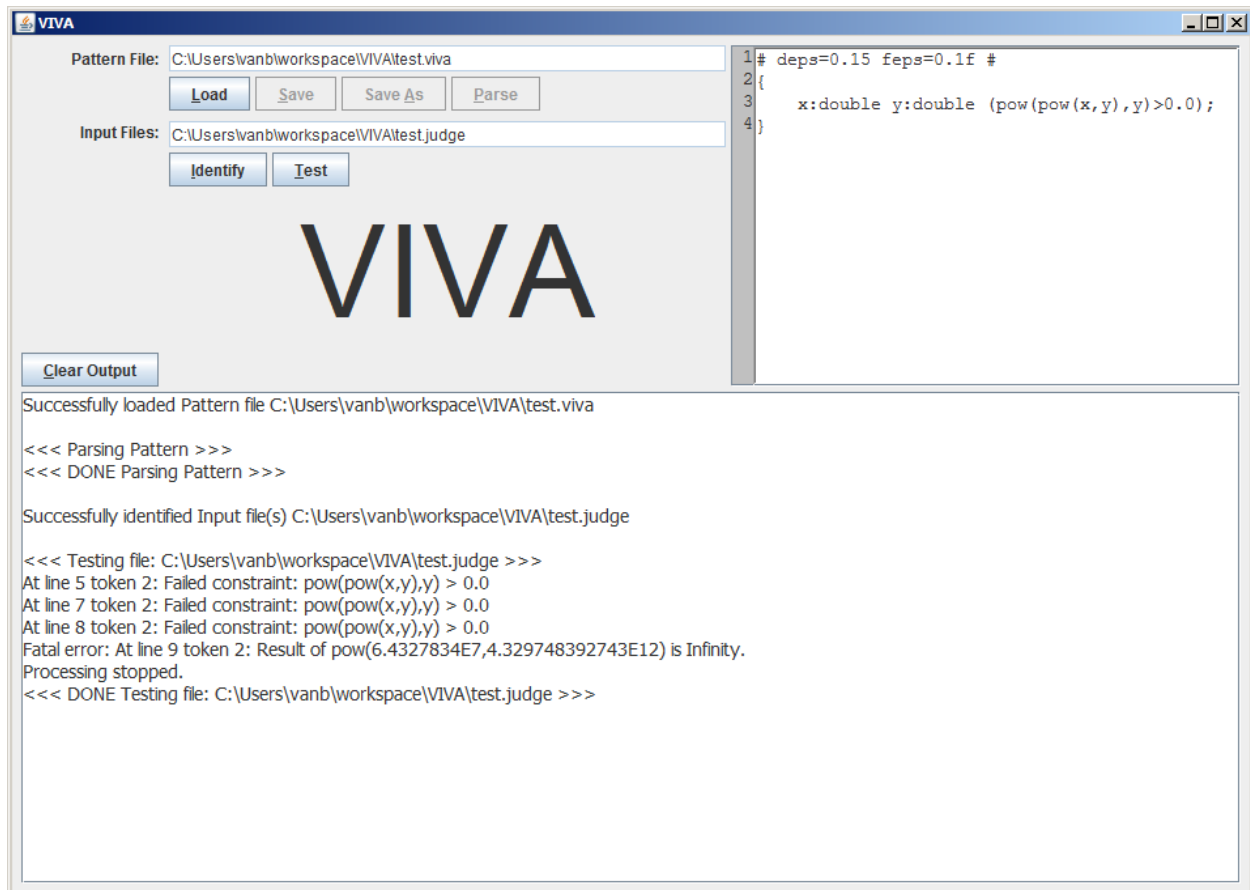 VIVA
Pattern File: C:\Users\vanb\workspace\VIVA\test.viva
Load Save Save As Parse
Input Files: C:\Users\vanb\workspace\VIVA\test.judge
Identify Test
VIVA
Clear Output
1 # deps=0.15 feps=0.1f #
2 {
3     x:double y:double (pow(pow(x,y),y)>0.0);
4 }
Successfully loaded Pattern file C:\Users\vanb\workspace\VIVA\test.viva
<<< Parsing Pattern >>>
<<< DONE Parsing Pattern >>>
Successfully identified Input file(s) C:\Users\vanb\workspace\VIVA\test.judge
<<< Testing file: C:\Users\vanb\workspace\VIVA\test.judge >>>
At line 5 token 2: Failed constraint: pow(pow(x,y),y) > 0.0
At line 7 token 2: Failed constraint: pow(pow(x,y),y) > 0.0
At line 8 token 2: Failed constraint: pow(pow(x,y),y) > 0.0
Fatal error: At line 9 token 2: Result of pow(6.4327834E7,4.329748392743E12) is Infinity.
Processing stopped.
<<< DONE Testing file: C:\Users\vanb\workspace\VIVA\test.judge >>>